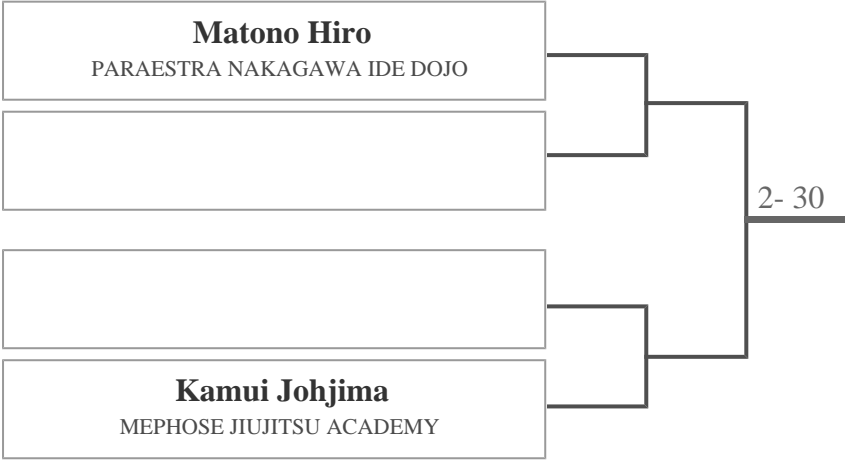 Matono Hiro
PARAESTRA NAKAGAWA IDE DOJO
2- 30
Kamui Johjima
MEPHOSE JIUJITSU ACADEMY